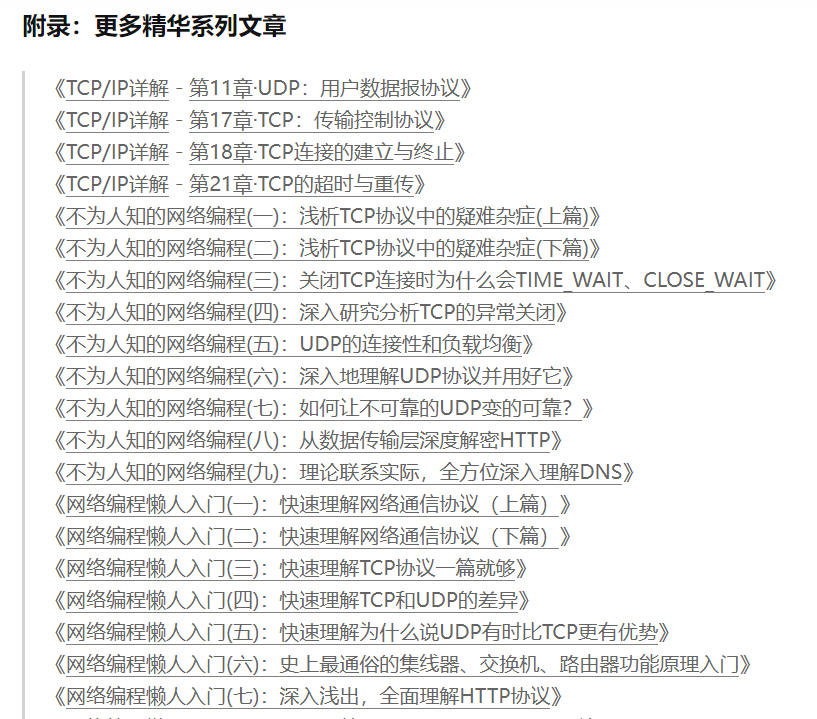 附录：更多精华系列文章
《TCP/IP详解 - 第11章·UDP：用户数据报协议》
《TCP/IP详解 - 第17章·TCP：传输控制协议》
《TCP/IP详解 - 第18章·TCP连接的建立与终止》
《TCP/IP详解 - 第21章·TCP的超时与重传》
《不为人知的网络编程(一)：浅析TCP协议中的疑难杂症(上篇)》
《不为人知的网络编程(二)：浅析TCP协议中的疑难杂症(下篇)》
《不为人知的网络编程(三)：关闭TCP连接时为什么会TIME_WAIT、CLOSE_WAIT》
《不为人知的网络编程(四)：深入研究分析TCP的异常关闭》
《不为人知的网络编程(五)：UDP的连接性和负载均衡》
《不为人知的网络编程(六)：深入地理解UDP协议并用好它》
《不为人知的网络编程(七)：如何让不可靠的UDP变的可靠？》
《不为人知的网络编程(八)：从数据传输层深度解密HTTP》
《不为人知的网络编程(九)：理论联系实际，全方位深入理解DNS》
《网络编程懒人入门(一)：快速理解网络通信协议（上篇）》
《网络编程懒人入门(二)：快速理解网络通信协议（下篇）》
《网络编程懒人入门(三)：快速理解TCP协议一篇就够》
《网络编程懒人入门(四)：快速理解TCP和UDP的差异》
《网络编程懒人入门(五)：快速理解为什么说UDP有时比TCP更有优势》
《网络编程懒人入门(六)：史上最通俗的集线器、交换机、路由器功能原理入门》
《网络编程懒人入门(七)：深入浅出，全面理解HTTP协议》